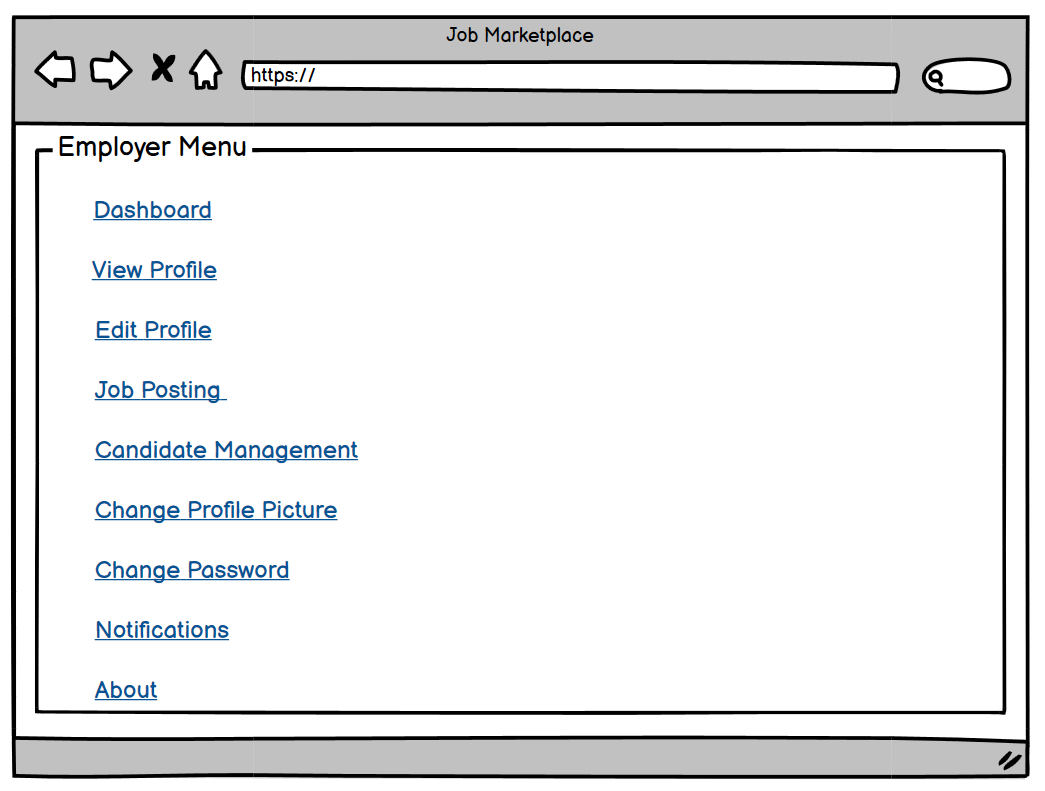 Job Marketplace
https://
Employer Menu
Dashboard
View Profile
Edit Profile
Job Posting
Candidate Management
Change Profile Picture
Change Password
Notifications
About